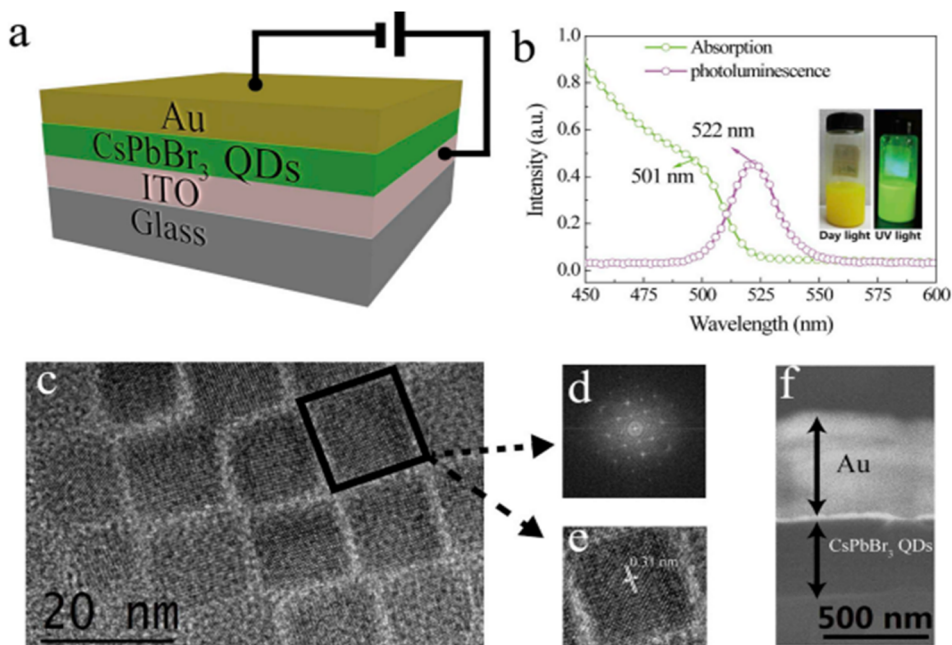 a
Au
CsPbBr₃ QDs
ITO
Glass
b
Absorption
photoluminescence
522 nm
501 nm
Day light
UV light
Intensity (a.u.)
1.0
0.8
0.6
0.4
0.2
0.0
450
475
500
525
550
575
600
Wavelength (nm)
c
20 nm
d
e
0.31 nm
f
Au
CsPbBr₃ QDs
500 nm